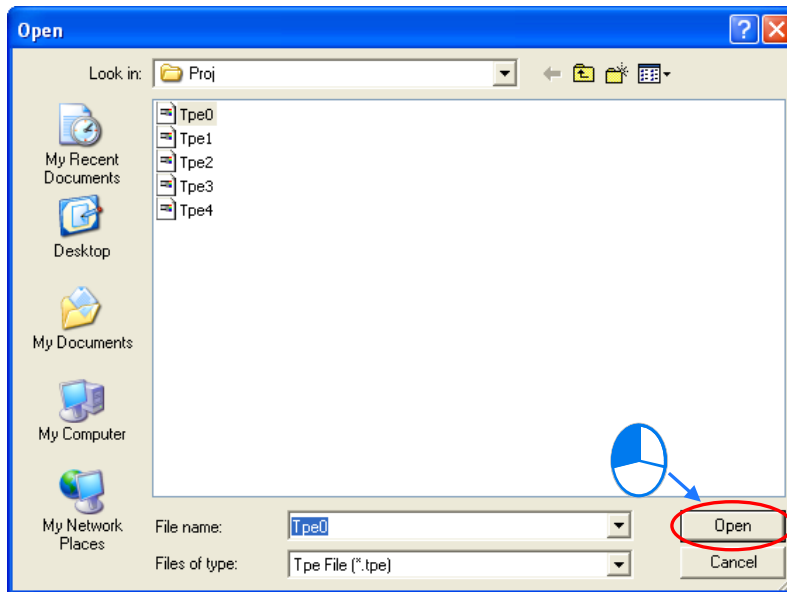 Open
Look in: Proj
Tpe0
Tpe1
Tpe2
Tpe3
Tpe4
My Recent
Documents
Desktop
My Documents
My Computer
My Network
Places
File name: Tpe0 Open
Files of type: Tpe File (*.tpe) Cancel